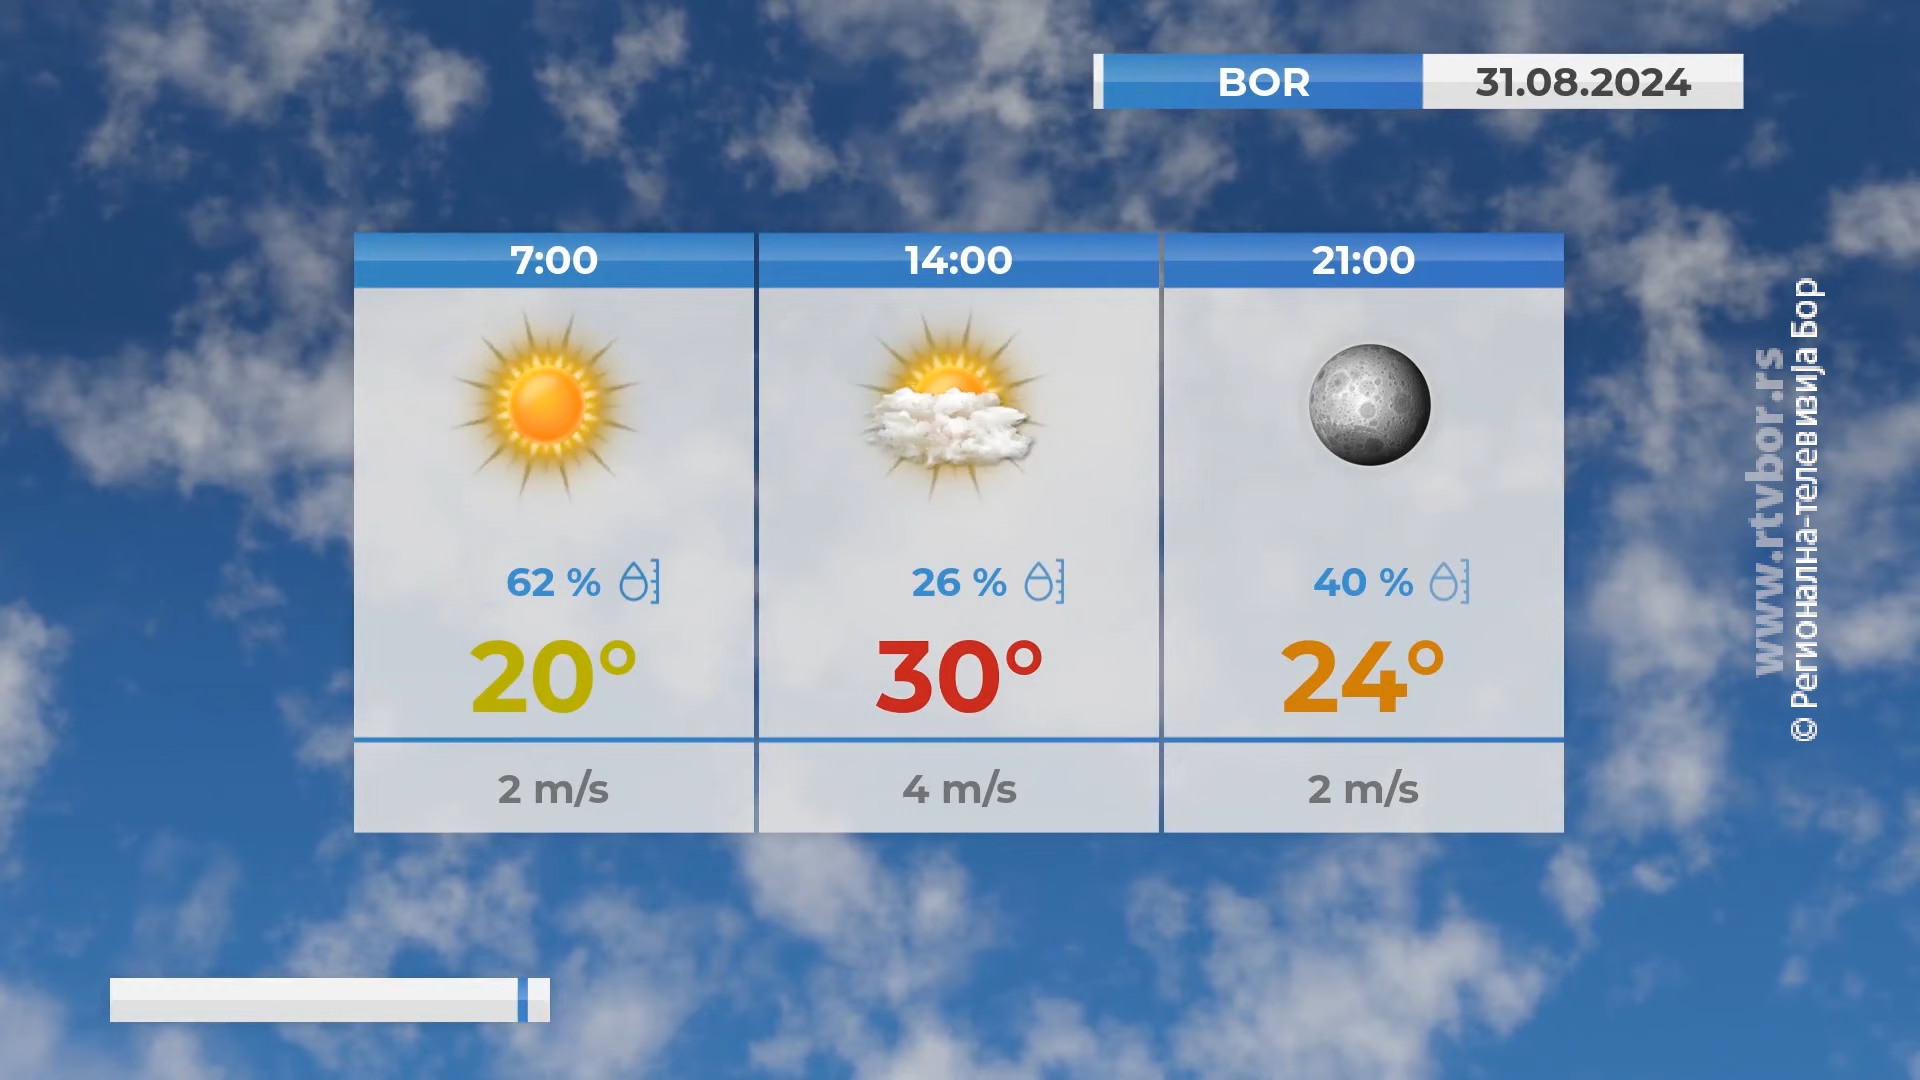 BOR 31.08.2024
7:00 14:00 21:00
62 % 26 % 40 %
20° 30° 24°
2 m/s 4 m/s 2 m/s
www.rtvbor.rs
© Регионална-телевизија Бор